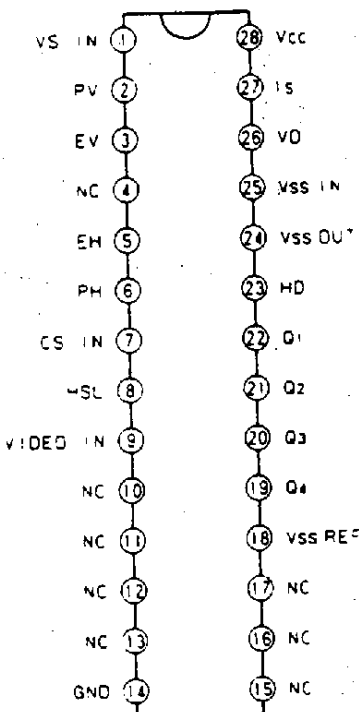 VS IN 1 28 VCC
PV 2 27 IS
EV 3 26 VO
NC 4 25 VSS IN
EH 5 24 VSS OUT
PH 6 23 HD
CS IN 7 22 Q1
HSL 8 21 Q2
VIDEO IN 9 20 Q3
NC 10 19 Q4
NC 11 18 VSS REF
NC 12 17 NC
NC 13 16 NC
GND 14 15 NC